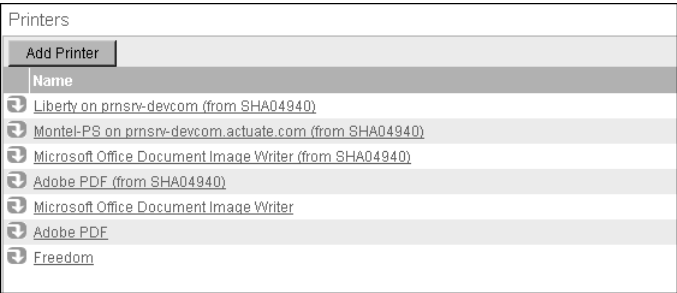 Printers
Add Printer
Name
Liberty on prnsrv-devcom (from SHA04940)
Montel-PS on prnsrv-devcom.actuate.com (from SHA04940)
Microsoft Office Document Image Writer (from SHA04940)
Adobe PDF (from SHA04940)
Microsoft Office Document Image Writer
Adobe PDF
Freedom